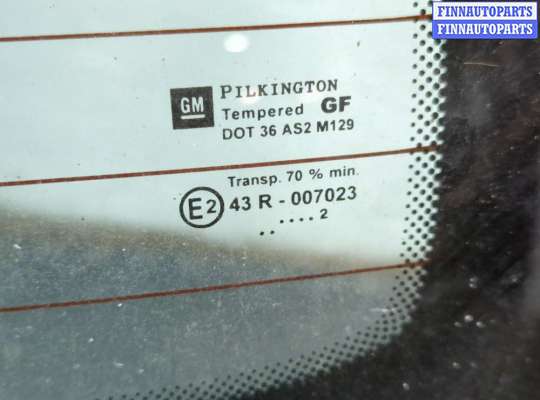 FINNAUTOPARTS
FINNAUTOPARTS
GM
PILKINGTON
Tempered GF
DOT 36 AS2 M129
Transp. 70 % min.
E2 43 R - 007023
.. .... 2